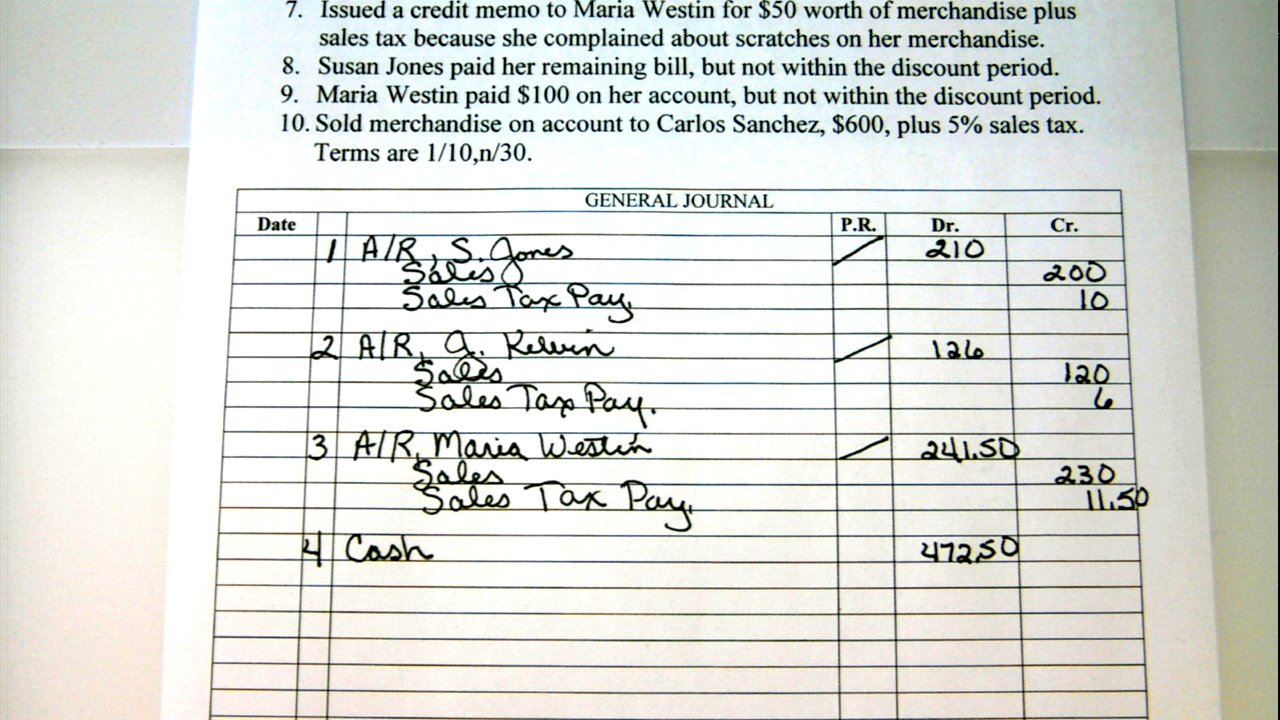 7. Issued a credit memo to Maria Westin for $50 worth of merchandise plus
sales tax because she complained about scratches on her merchandise.
8. Susan Jones paid her remaining bill, but not within the discount period.
9. Maria Westin paid $100 on her account, but not within the discount period.
10. Sold merchandise on account to Carlos Sanchez, $600, plus 5% sales tax.
Terms are 1/10,n/30.
GENERAL JOURNAL
Date P.R. Dr. Cr.
1 A/R, S. Jones 210
Sales 200
Sales Tax Pay. 10
2 A/R, J. Kelvin 126
Sales 120
Sales Tax Pay. 6
3 A/R, Maria Westin 241.50
Sales 230
Sales Tax Pay. 11.50
4 Cash 472.50